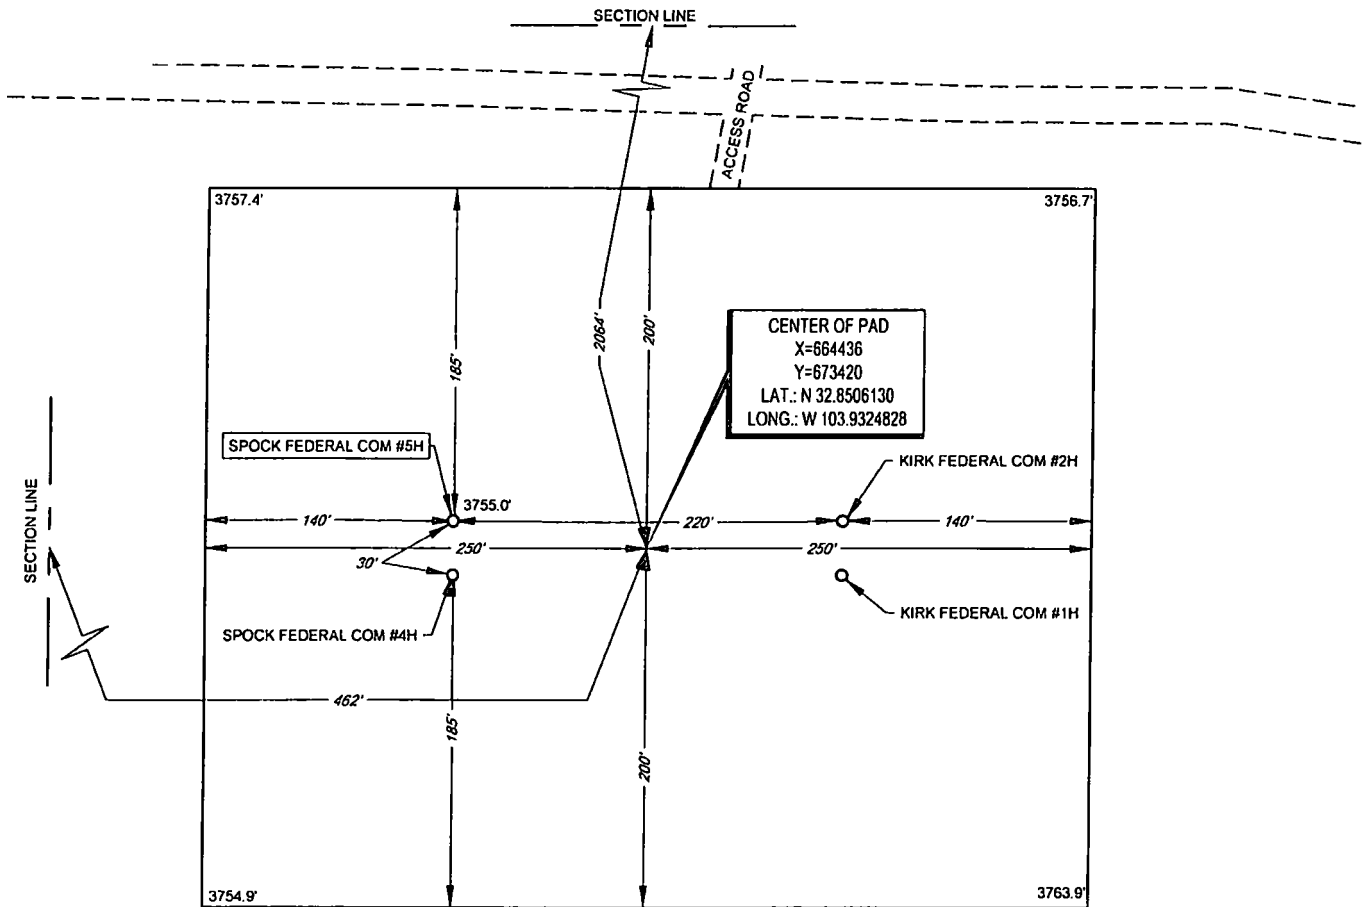 SECTION LINE
ACCESS ROAD
3757.4'
3756.7'
2064'
200'
185'
CENTER OF PAD
X=664436
Y=673420
LAT.: N 32.8506130
LONG.: W 103.9324828
SPOCK FEDERAL COM #5H
KIRK FEDERAL COM #2H
3755.0'
140'
220'
140'
SECTION LINE
250'
250'
30'
SPOCK FEDERAL COM #4H
KIRK FEDERAL COM #1H
462'
185'
200'
3754.9'
3763.9'